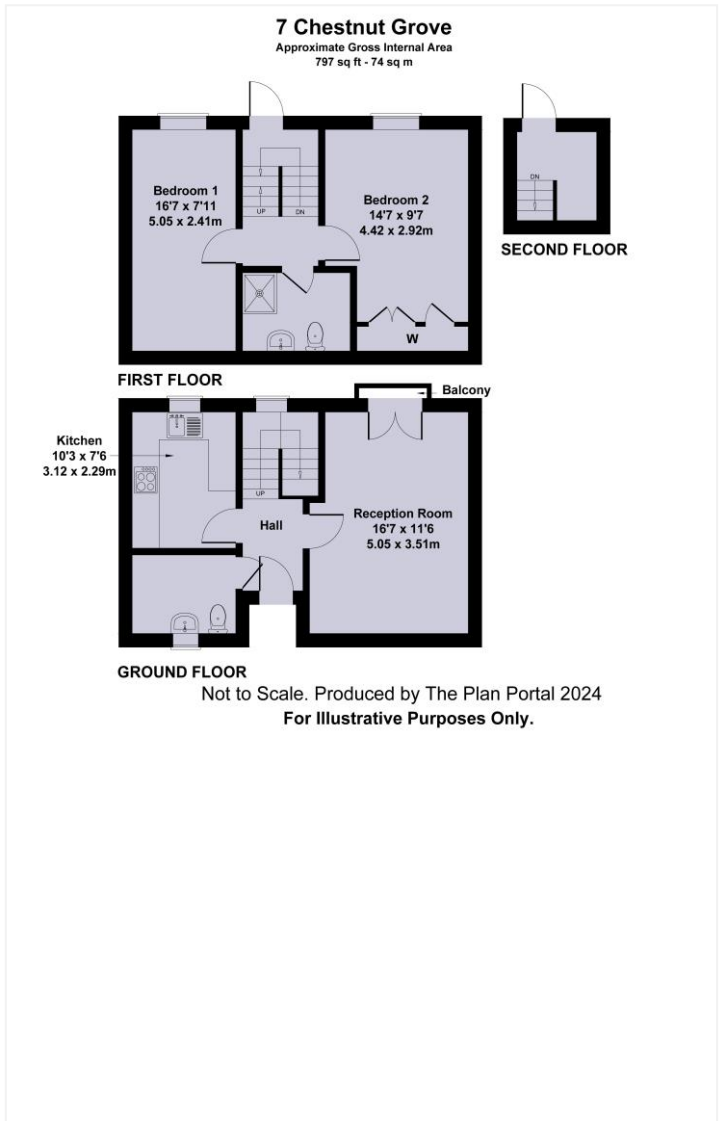 7 Chestnut Grove
Approximate Gross Internal Area
797 sq ft - 74 sq m
Bedroom 1
16'7 x 7'11
5.05 x 2.41m
UP
DN
Bedroom 2
14'7 x 9'7
4.42 x 2.92m
W
DN
SECOND FLOOR
FIRST FLOOR
Balcony
Kitchen
10'3 x 7'6
3.12 x 2.29m
UP
Hall
Reception Room
16'7 x 11'6
5.05 x 3.51m
GROUND FLOOR
Not to Scale. Produced by The Plan Portal 2024
For Illustrative Purposes Only.